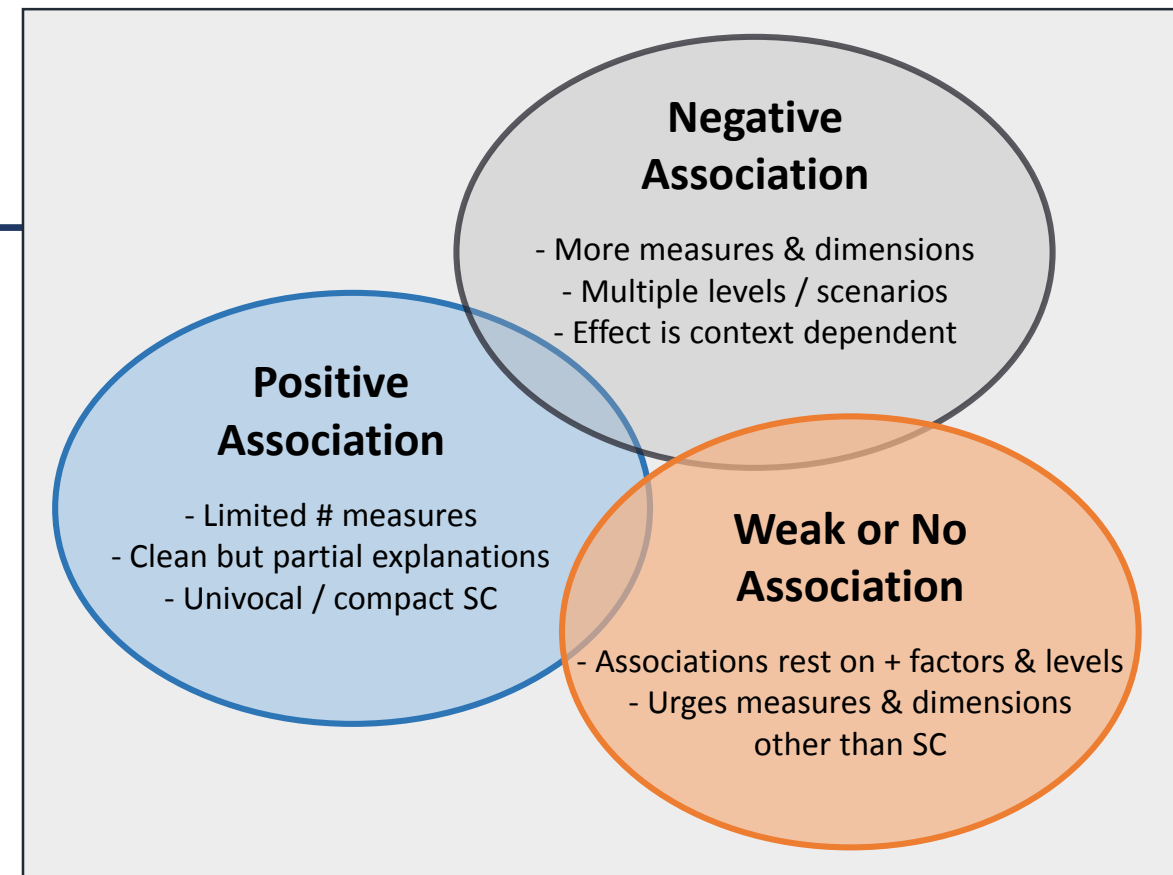 Negative
Association
- More measures & dimensions
- Multiple levels / scenarios
- Effect is context dependent
Positive
Association
- Limited # measures
- Clean but partial explanations
- Univocal / compact SC
Weak or No
Association
- Associations rest on + factors & levels
- Urges measures & dimensions
other than SC